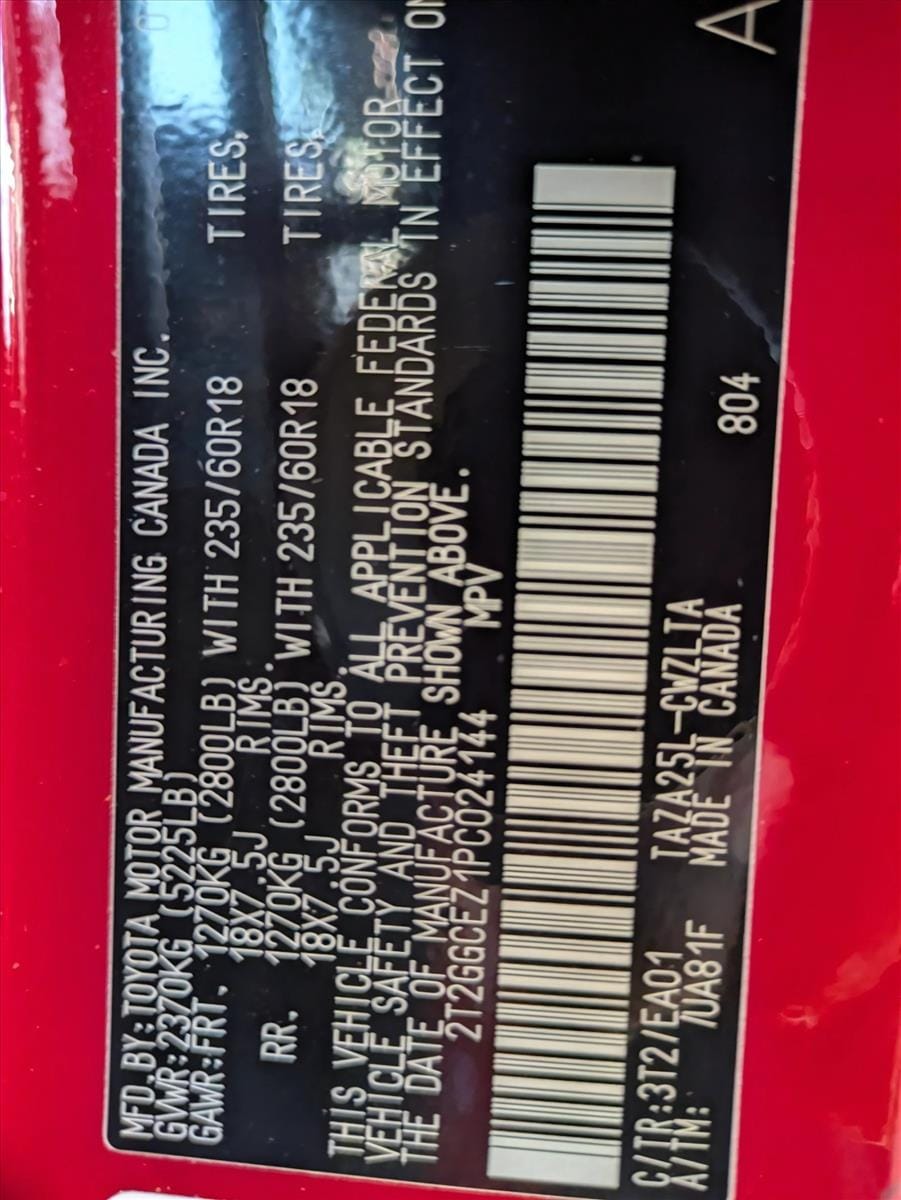 MFD.BY:TOYOTA MOTOR MANUFACTURING CANADA INC.
GVWR:2370KG (5225LB)
GAWR:FRT. 1270KG (2800LB) WITH 235/60R18 TIRES,
18X7.5J RIMS.
RR. 1270KG (2800LB) WITH 235/60R18 TIRES,
18X7.5J RIMS.
THIS VEHICLE CONFORMS TO ALL APPLICABLE FEDERAL MOTOR
VEHICLE SAFETY AND THEFT PREVENTION STANDARDS IN EFFECT ON
THE DATE OF MANUFACTURE SHOWN ABOVE.
2T2GGCEZ1PC024144 MPV
C/TR:3T2/EA01 TAZA25L-CWZLTA 804
A/TM: /UA81F MADE IN CANADA
A